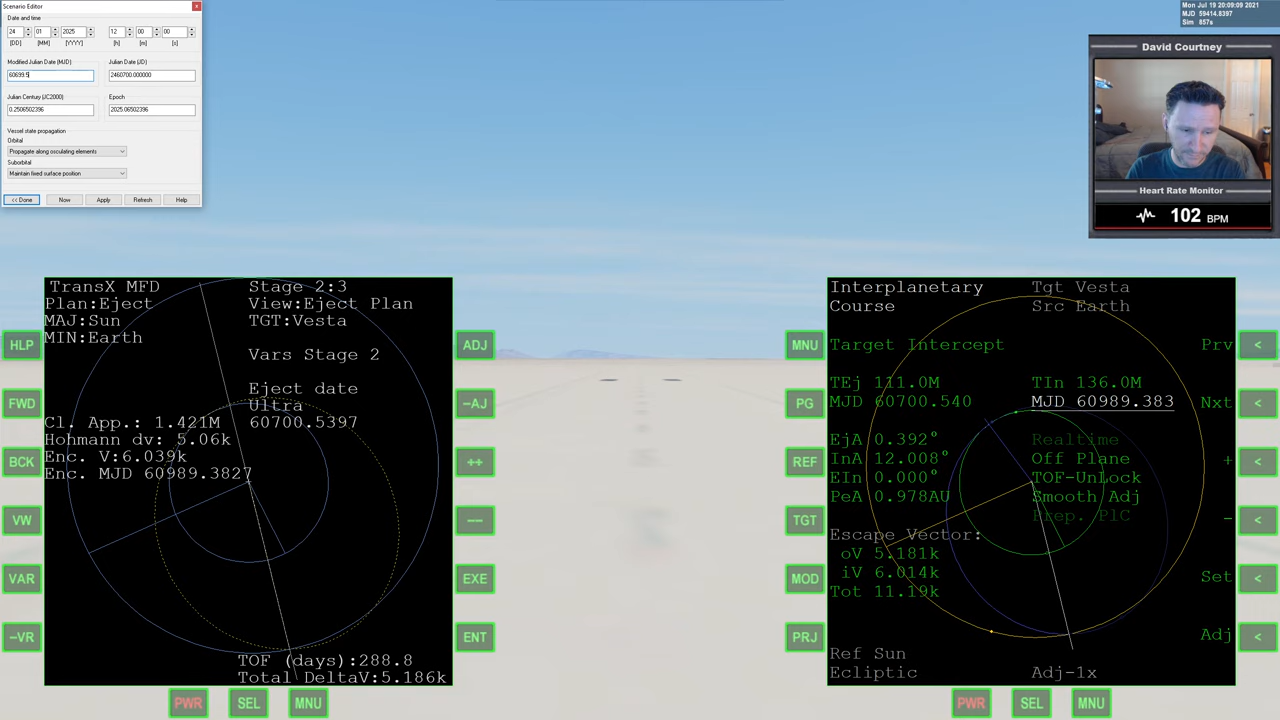 Scenario Editor
Date and time
24 01 2025 12 00 00
[DD] [MM] [YYYY] [h] [m] [s]
Modified Julian Date (MJD) Julian Date (JD)
60699.5 2460700.000000
Julian Century (JC2000) Epoch
0.2506502396 2025.06502396
Vessel state propagation
Orbital
Propagate along osculating elements
Suborbital
Maintain fixed surface position
<< Done Now Apply Refresh Help
Mon Jul 19 20:09:09 2021
MJD 59414.8397
Sim 857s
David Courtney
Heart Rate Monitor
102 BPM
TransX MFD Stage 2:3
Plan:Eject View:Eject Plan
MAJ:Sun TGT:Vesta
MIN:Earth
Vars Stage 2
Eject date
Ultra
Cl. App.: 1.421M 60700.5397
Hohmann dv: 5.06k
Enc. V:6.039k
Enc. MJD 60989.3827
TOF (days):288.8
Total DeltaV:5.186k
HLP
FWD
BCK
VW
VAR
-VR
ADJ
-AJ
++
--
EXE
ENT
PWR SEL MNU
Interplanetary Tgt Vesta
Course Src Earth
Target Intercept Prv
TEj 111.0M TIn 136.0M
MJD 60700.540 MJD 60989.383 Nxt
EjA 0.392° Realtime
InA 12.008° Off Plane +
EIn 0.000° TOF-UnLock
PeA 0.978AU Smooth Adj
Prep. PlC -
Escape Vector:
oV 5.181k
iV 6.014k Set
Tot 11.19k
Adj
Ref Sun
Ecliptic Adj-1x
MNU
PG
REF
TGT
MOD
PRJ
<
<
<
<
<
<
PWR SEL MNU